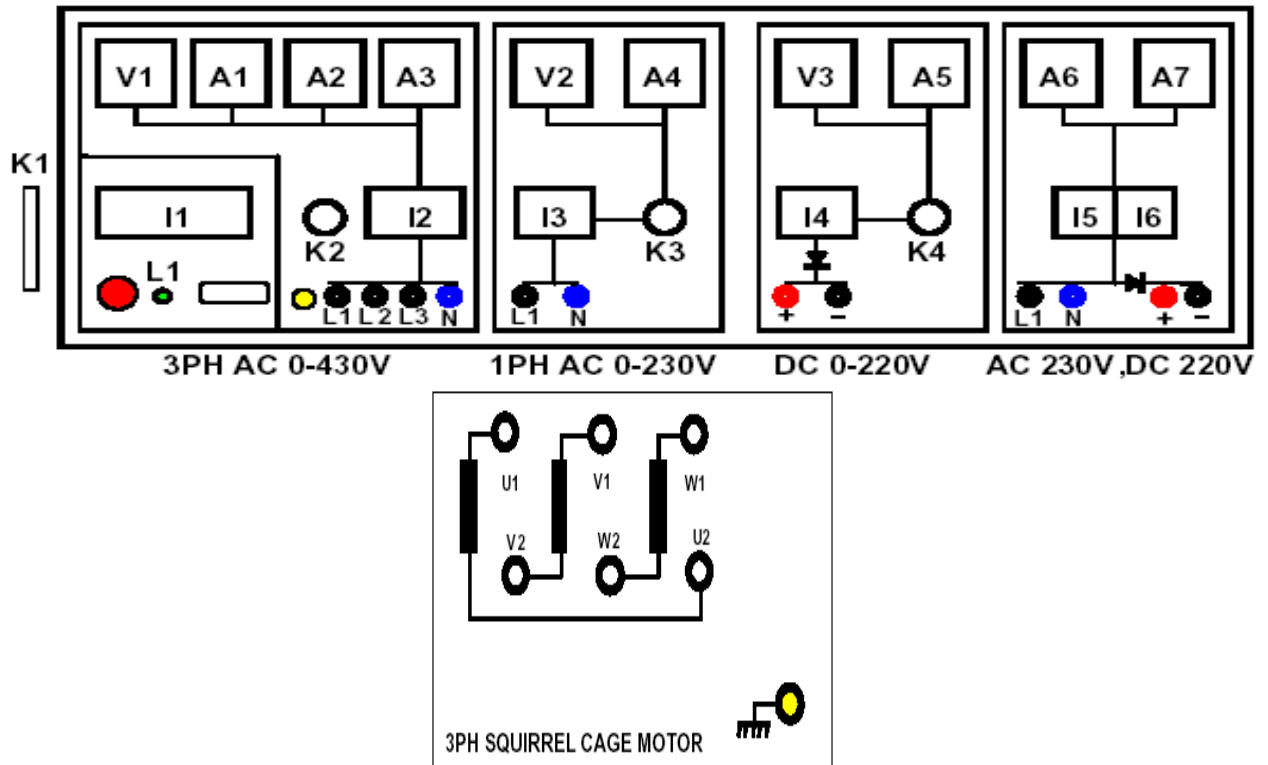 V1 A1 A2 A3 V2 A4 V3 A5 A6 A7
K1
I1 K2 I2 I3 K3 I4 K4 I5 I6
L1
L1 L2 L3 N L1 N + - L1 N + -
3PH AC 0-430V 1PH AC 0-230V DC 0-220V AC 230V ,DC 220V
U1 V1 W1
V2 W2 U2
3PH SQUIRREL CAGE MOTOR